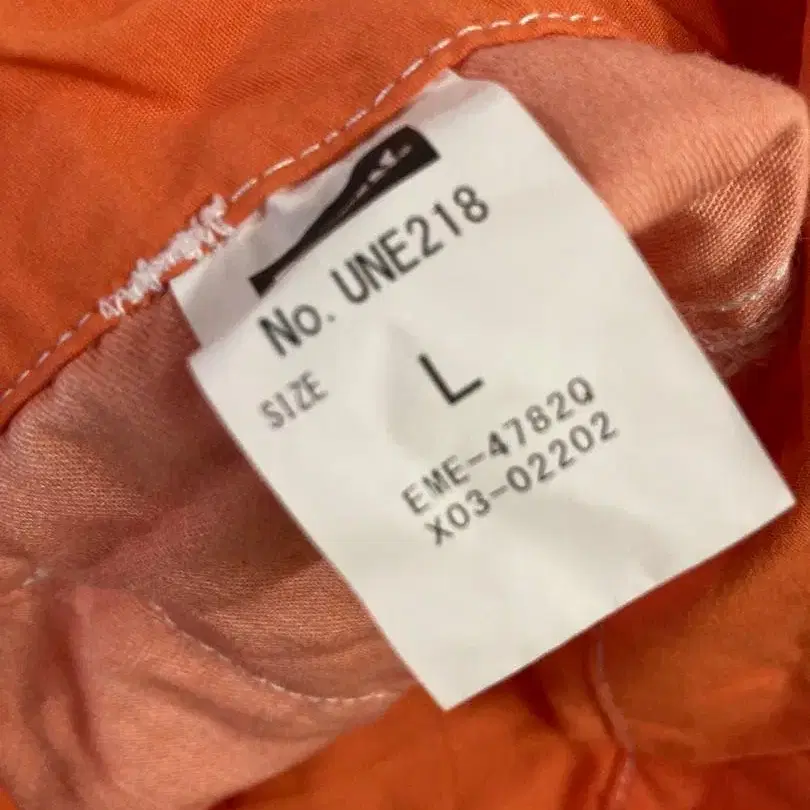 No. UNE218
SIZE L
EME-4782Q
X03-02202